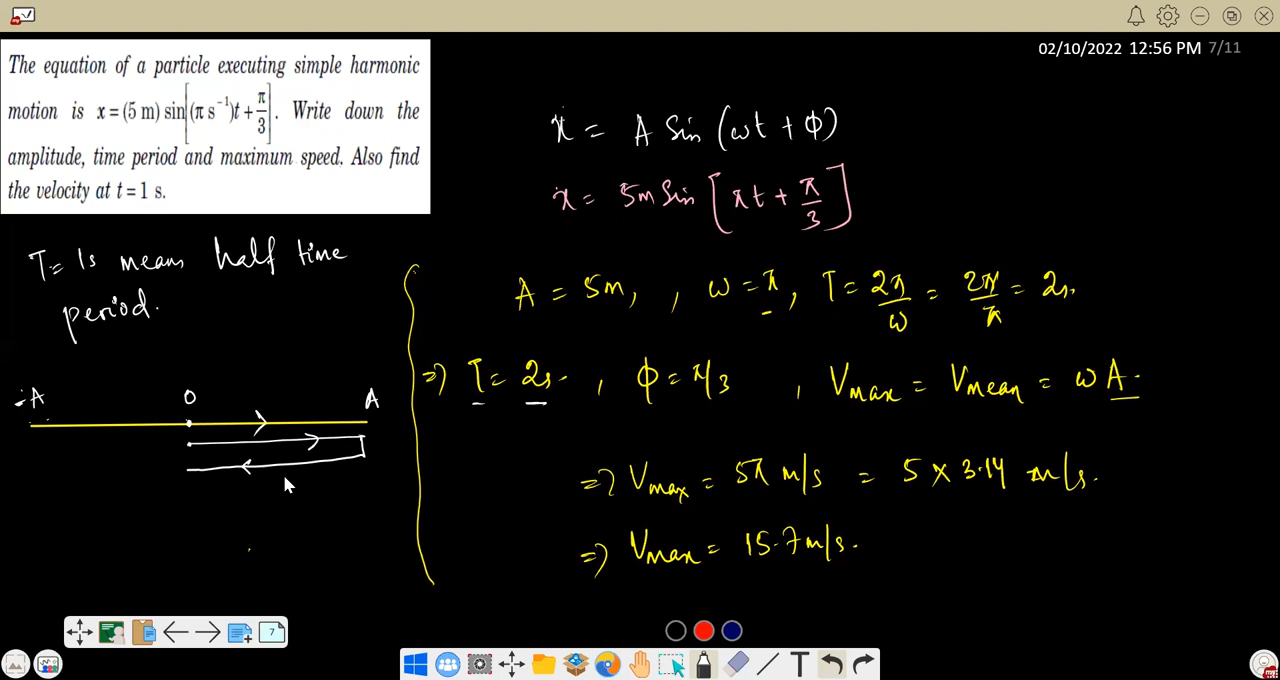 02/10/2022 12:56 PM 7/11
The equation of a particle executing simple harmonic
motion is x = (5 m) sin[(π s⁻¹)t + π/3]. Write down the
amplitude, time period and maximum speed. Also find
the velocity at t = 1 s.
x = A Sin (ωt + Φ)
x = 5m Sin [πt + π/3]
T = 1s means half time
period.
-A O A
A = 5m, , ω = π, T = 2π/ω = 2π/π = 2s.
=) T = 2s. , Φ = π/3 , Vmax = Vmean = ωA.
=) Vmax = 5π m/s = 5 × 3.14 m/s.
=) Vmax = 15.7 m/s.
7
T